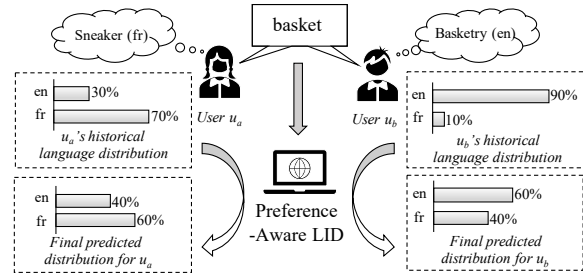 Sneaker (fr)
basket
Basketry (en)
User u_a
User u_b
en 30%
fr 70%
u_a's historical
language distribution
en 90%
fr 10%
u_b's historical
language distribution
en 40%
fr 60%
Final predicted
distribution for u_a
Preference
-Aware LID
en 60%
fr 40%
Final predicted
distribution for u_b